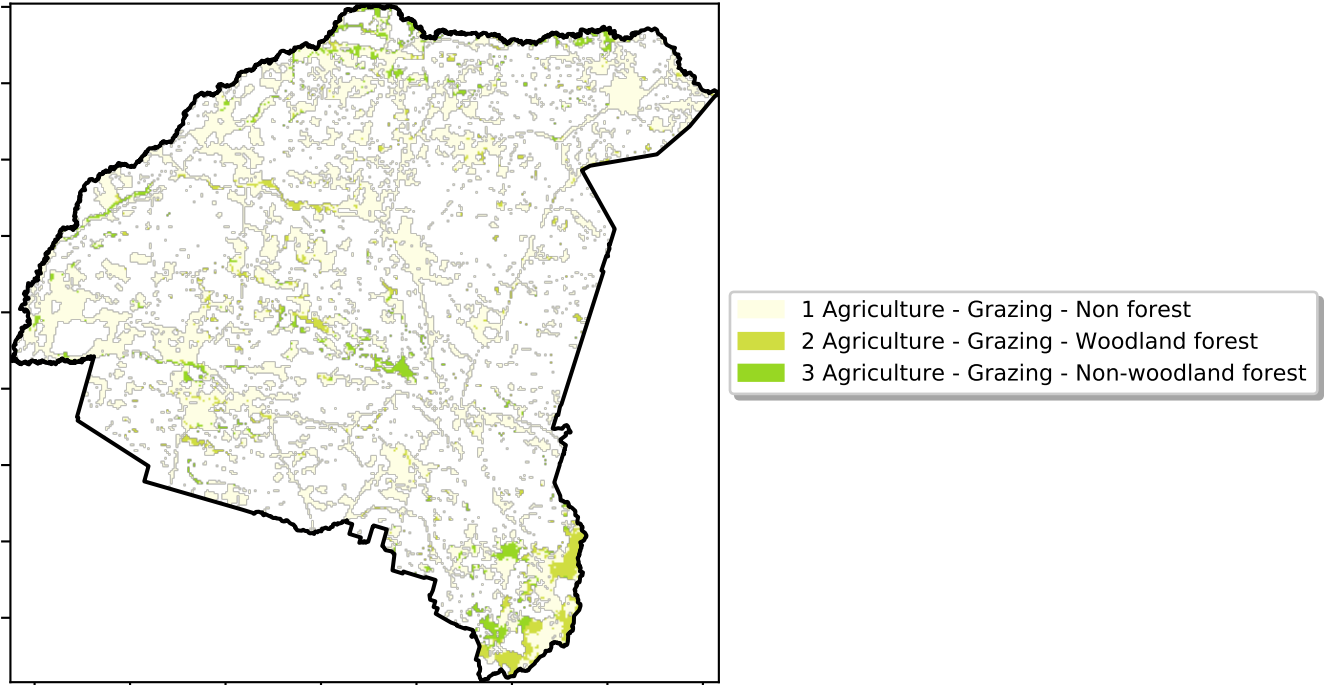 1 Agriculture - Grazing - Non forest
2 Agriculture - Grazing - Woodland forest
3 Agriculture - Grazing - Non-woodland forest